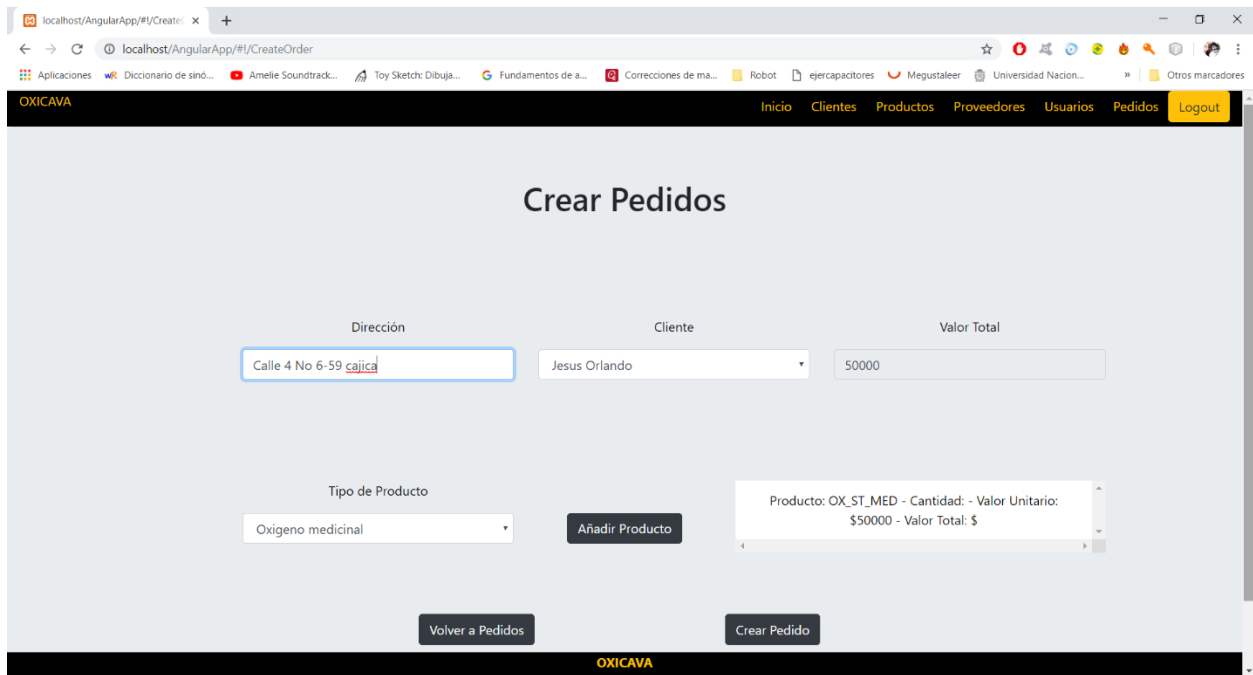 localhost/AngularApp/#!/Create
localhost/AngularApp/#!/CreateOrder
Aplicaciones
wR Diccionario de sinó...
Amelie Soundtrack...
Toy Sketch: Dibuja...
G Fundamentos de a...
Correcciones de ma...
Robot
ejercapacitores
Megustaleer
Universidad Nacion...
»
Otros marcadores
OXICAVA
Inicio
Clientes
Productos
Proveedores
Usuarios
Pedidos
Logout
Crear Pedidos
Dirección
Cliente
Valor Total
Calle 4 No 6-59 cajica
Jesus Orlando
50000
Tipo de Producto
Oxigeno medicinal
Añadir Producto
Producto: OX_ST_MED - Cantidad: - Valor Unitario:
$50000 - Valor Total: $
Volver a Pedidos
Crear Pedido
OXICAVA